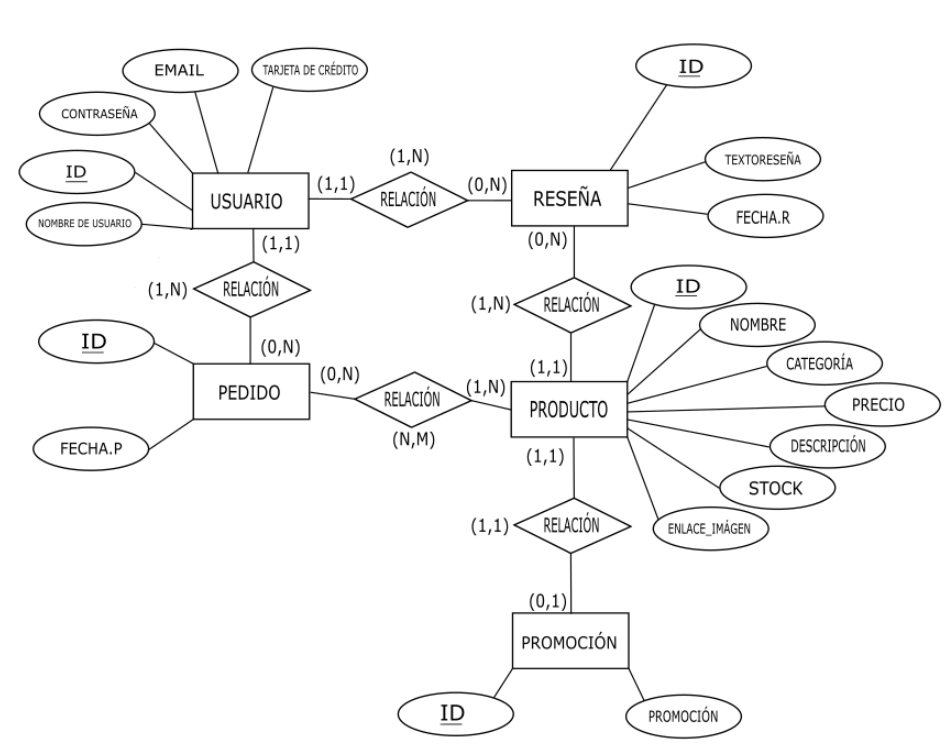 ID
EMAIL
TARJETA DE CRÉDITO
CONTRASEÑA
(1,N)
TEXTORESEÑA
ID
(1,1)
(0,N)
USUARIO
RELACIÓN
RESEÑA
NOMBRE DE USUARIO
FECHA.R
(1,1)
(0,N)
(1,N)
RELACIÓN
ID
(1,N)
RELACIÓN
NOMBRE
ID
(0,N)
CATEGORÍA
(0,N)
(1,N)
(1,1)
PEDIDO
RELACIÓN
PRODUCTO
PRECIO
(N,M)
FECHA.P
(1,1)
DESCRIPCIÓN
STOCK
(1,1)
RELACIÓN
ENLACE_IMÁGEN
(0,1)
PROMOCIÓN
ID
PROMOCIÓN